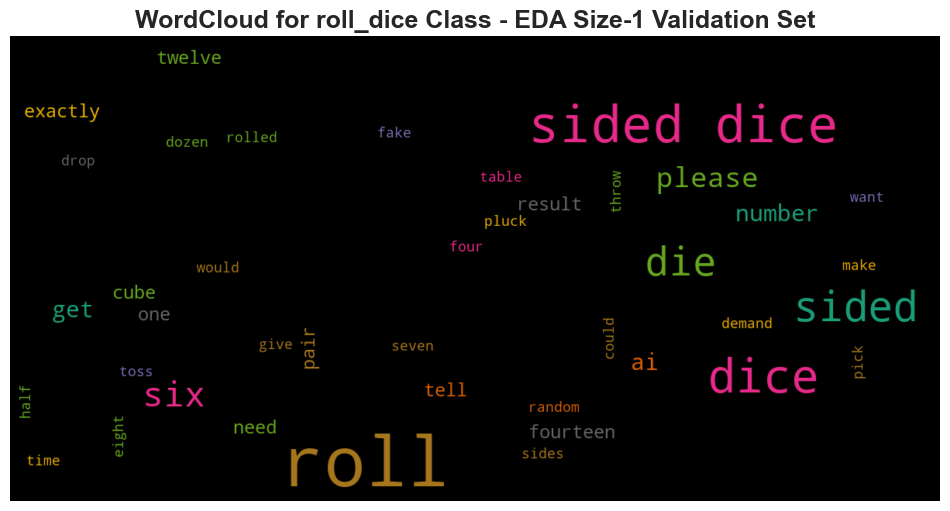 WordCloud for roll_dice Class - EDA Size-1 Validation Set
twelve
exactly
sided dice
fake
rolled
dozen
drop
table
throw
please
want
result
number
pluck
four
die
would
make
cube
get
one
sided
demand
could
pair
give
seven
ai
pick
dice
toss
six
tell
half
random
eight
need
fourteen
roll
sides
time